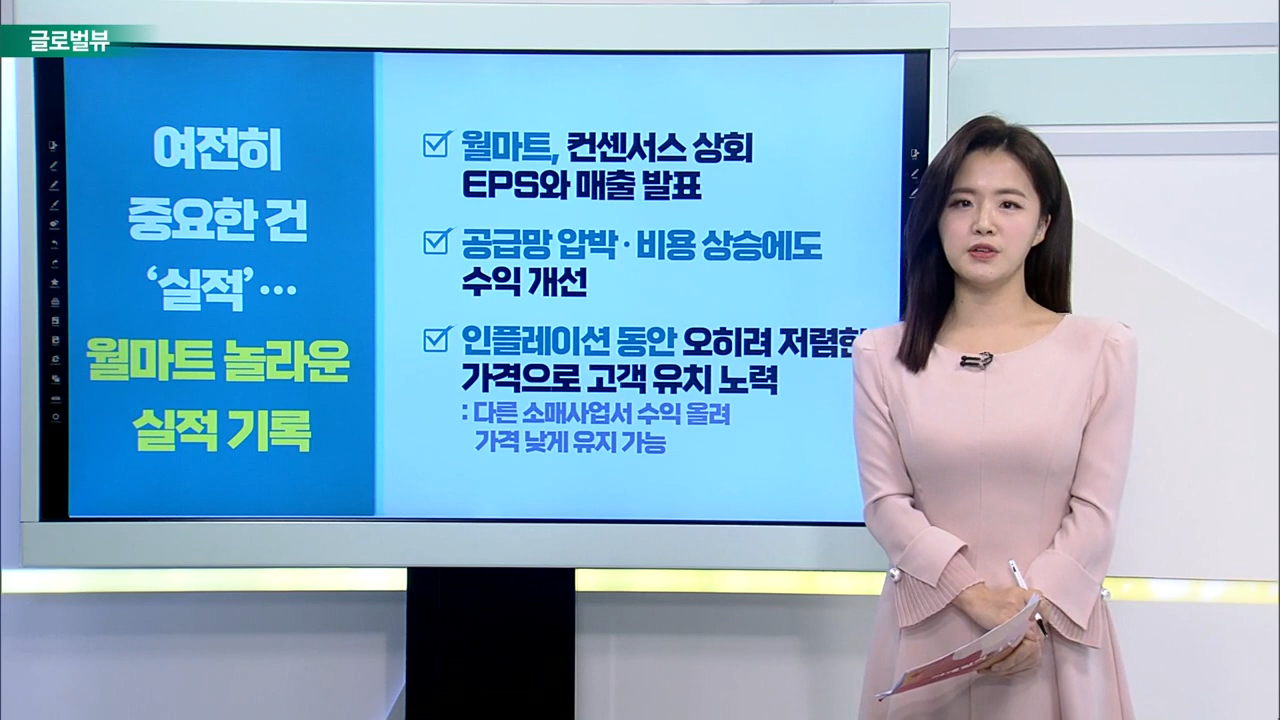 글로벌뷰
여전히
중요한 건
‘실적’…
월마트 놀라운
실적 기록
월마트, 컨센서스 상회
EPS와 매출 발표
공급망 압박·비용 상승에도
수익 개선
인플레이션 동안 오히려 저렴한
가격으로 고객 유치 노력
: 다른 소매사업서 수익 올려
가격 낮게 유지 가능